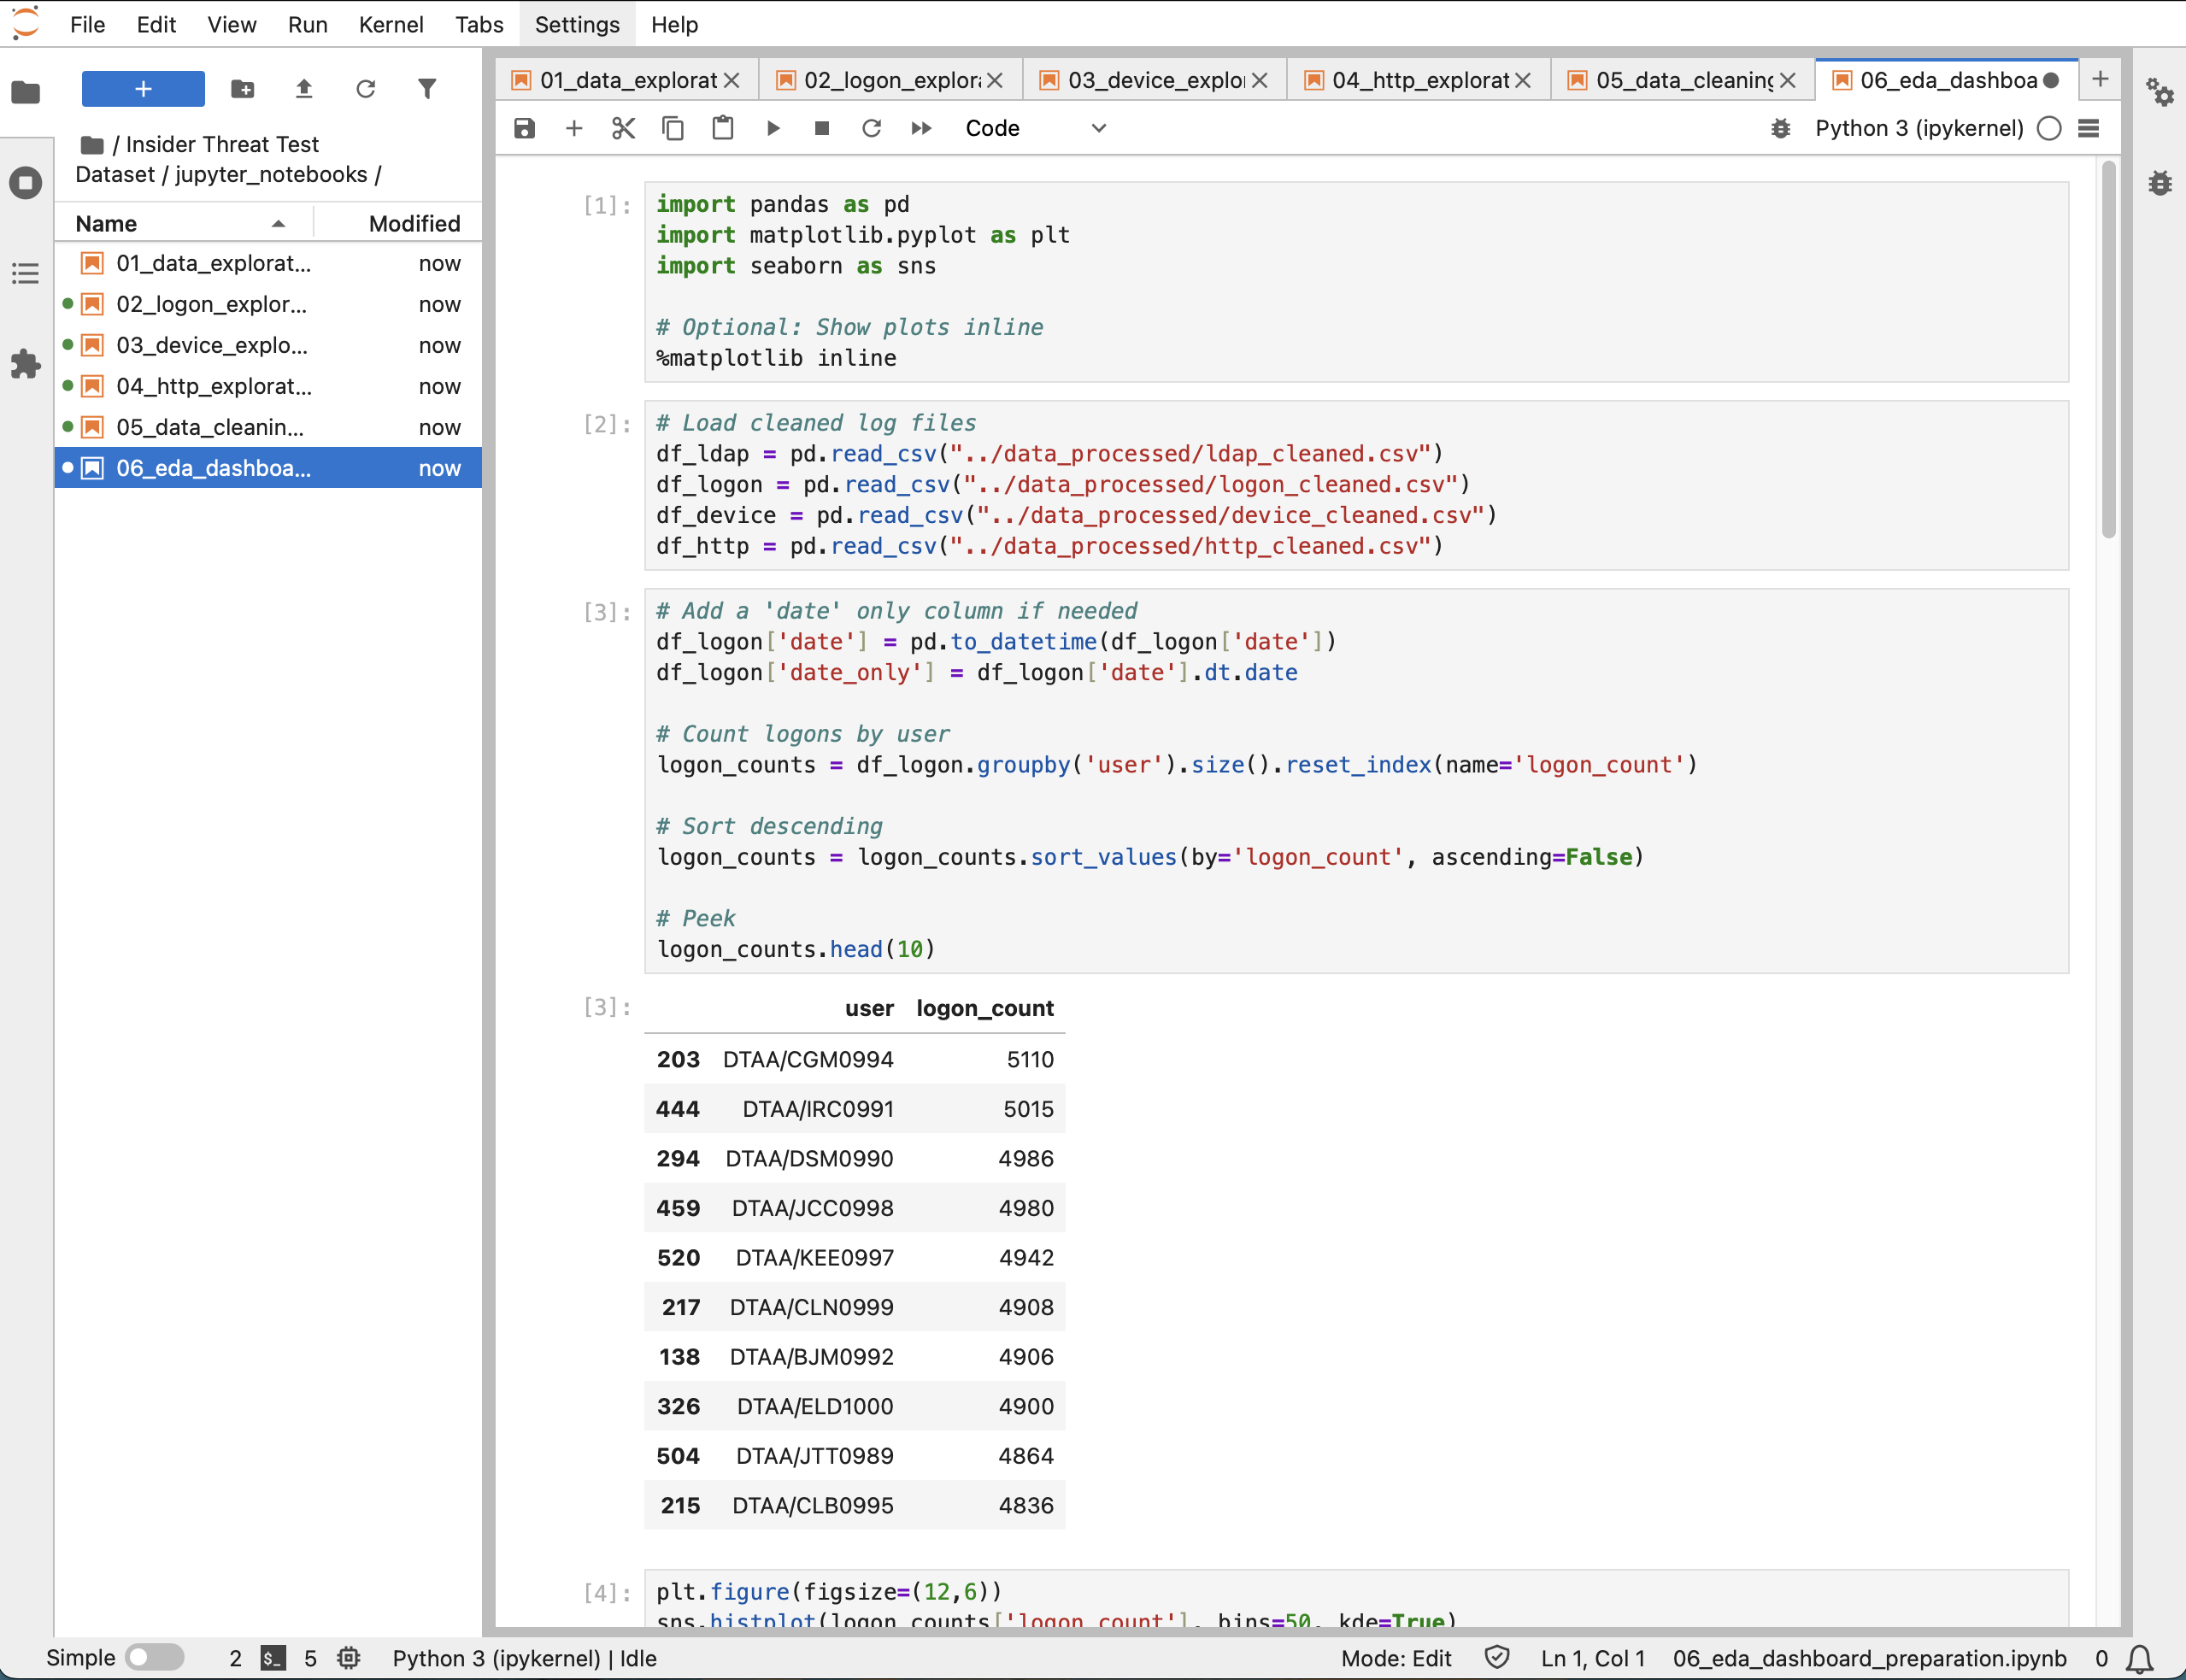 File Edit View Run Kernel Tabs Settings Help
+
/ Insider Threat Test
Dataset / jupyter_notebooks /
Name Modified
01_data_explorat... now
02_logon_explor... now
03_device_explo... now
04_http_explorat... now
05_data_cleanin... now
06_eda_dashboa... now
01_data_explorat 02_logon_explor 03_device_explo 04_http_explorat 05_data_cleaning 06_eda_dashboa
Code Python 3 (ipykernel)
[1]: import pandas as pd
import matplotlib.pyplot as plt
import seaborn as sns
# Optional: Show plots inline
%matplotlib inline
[2]: # Load cleaned log files
df_ldap = pd.read_csv("../data_processed/ldap_cleaned.csv")
df_logon = pd.read_csv("../data_processed/logon_cleaned.csv")
df_device = pd.read_csv("../data_processed/device_cleaned.csv")
df_http = pd.read_csv("../data_processed/http_cleaned.csv")
[3]: # Add a 'date' only column if needed
df_logon['date'] = pd.to_datetime(df_logon['date'])
df_logon['date_only'] = df_logon['date'].dt.date
# Count logons by user
logon_counts = df_logon.groupby('user').size().reset_index(name='logon_count')
# Sort descending
logon_counts = logon_counts.sort_values(by='logon_count', ascending=False)
# Peek
logon_counts.head(10)
[3]: user logon_count
203 DTAA/CGM0994 5110
444 DTAA/IRC0991 5015
294 DTAA/DSM0990 4986
459 DTAA/JCC0998 4980
520 DTAA/KEE0997 4942
217 DTAA/CLN0999 4908
138 DTAA/BJM0992 4906
326 DTAA/ELD1000 4900
504 DTAA/JTT0989 4864
215 DTAA/CLB0995 4836
[4]: plt.figure(figsize=(12,6))
sns.histplot(logon_counts['logon_count'], bins=50, kde=True)
Simple 2 $_ 5 Python 3 (ipykernel) | Idle Mode: Edit Ln 1, Col 1 06_eda_dashboard_preparation.ipynb 0